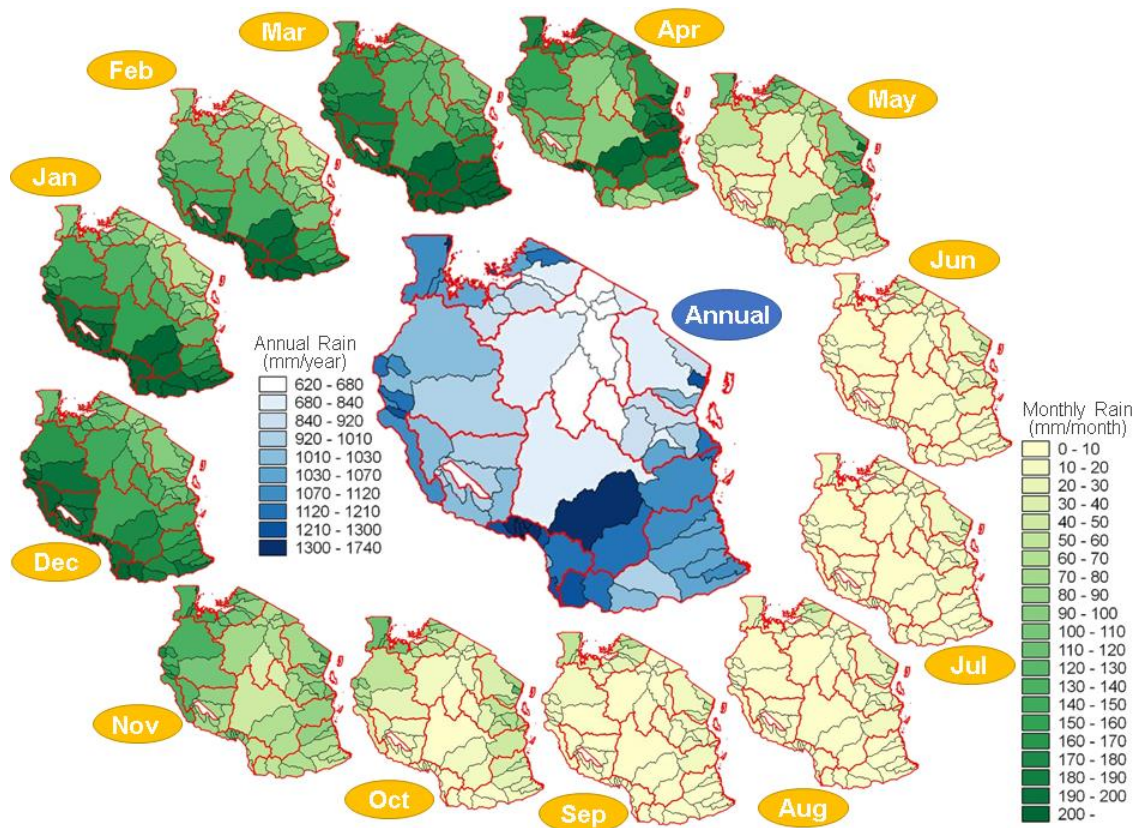 Mar
Apr
Feb
May
Jan
Jun
Annual
Annual Rain
(mm/year)
620 - 680
680 - 840
840 - 920
920 - 1010
1010 - 1030
1030 - 1070
1070 - 1120
1120 - 1210
1210 - 1300
1300 - 1740
Monthly Rain
(mm/month)
0 - 10
10 - 20
20 - 30
30 - 40
40 - 50
50 - 60
60 - 70
70 - 80
80 - 90
90 - 100
100 - 110
110 - 120
120 - 130
130 - 140
140 - 150
150 - 160
160 - 170
170 - 180
180 - 190
190 - 200
200 -
Dec
Jul
Nov
Oct
Sep
Aug